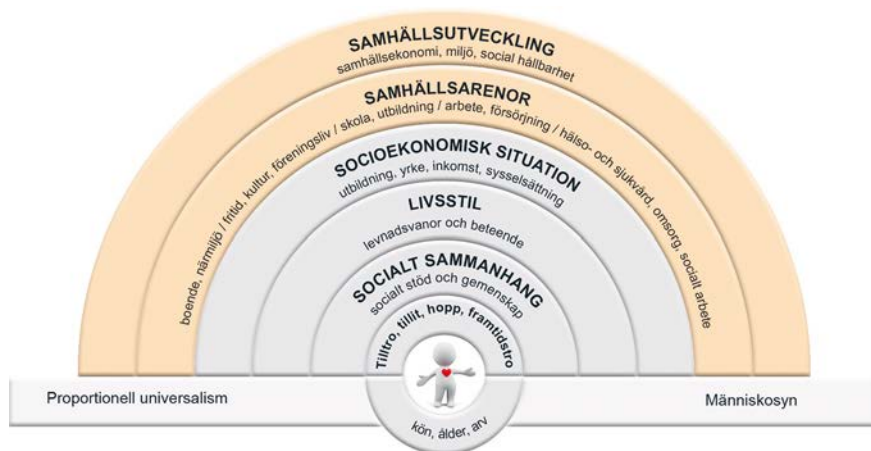 SAMHÄLLSUTVECKLING
samhällsekonomi, miljö, social hållbarhet
SAMHÄLLSARENOR
boende, närmiljö / fritid, kultur, föreningsliv / skola, utbildning / arbete, försörjning / hälso- och sjukvård, omsorg, socialt arbete
SOCIOEKONOMISK SITUATION
utbildning, yrke, inkomst, sysselsättning
LIVSSTIL
levnadsvanor och beteende
SOCIALT SAMMANHANG
socialt stöd och gemenskap
Tilltro, tillit, hopp, framtidstro
Proportionell universalism
Människosyn
kön, ålder, arv